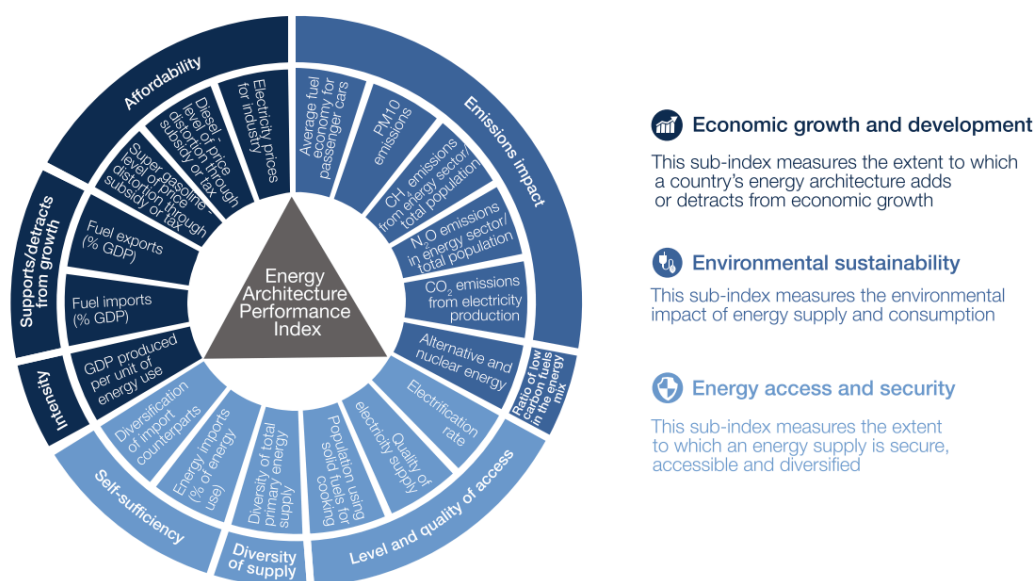 Affordability
Emissions impact
Ratio of low
carbon fuels
in the energy
mix
Level and quality of access
Diversity
of supply
Self-sufficiency
Intensity
Supports/detracts
from growth
Electricity prices
for industry
Average fuel
economy for
passenger cars
PM10
emissions
CH4 emissions
from energy sector/
total population
N2O emissions
in energy sector/
total population
CO2 emissions
from electricity
production
Alternative and
nuclear energy
Electrification
rate
Quality of
electricity supply
Population using
solid fuels for
cooking
Diversity of total
primary energy
supply
Energy imports
(% of energy
use)
Diversification
of import
counterparts
GDP produced
per unit of
energy use
Fuel imports
(% GDP)
Fuel exports
(% GDP)
Super gasoline -
level of price
distortion through
subsidy or tax
Diesel -
level of price
distortion through
subsidy or tax
Energy
Architecture
Performance
Index
Economic growth and development
This sub-index measures the extent to which
a country's energy architecture adds
or detracts from economic growth
Environmental sustainability
This sub-index measures the environmental
impact of energy supply and consumption
Energy access and security
This sub-index measures the extent
to which an energy supply is secure,
accessible and diversified